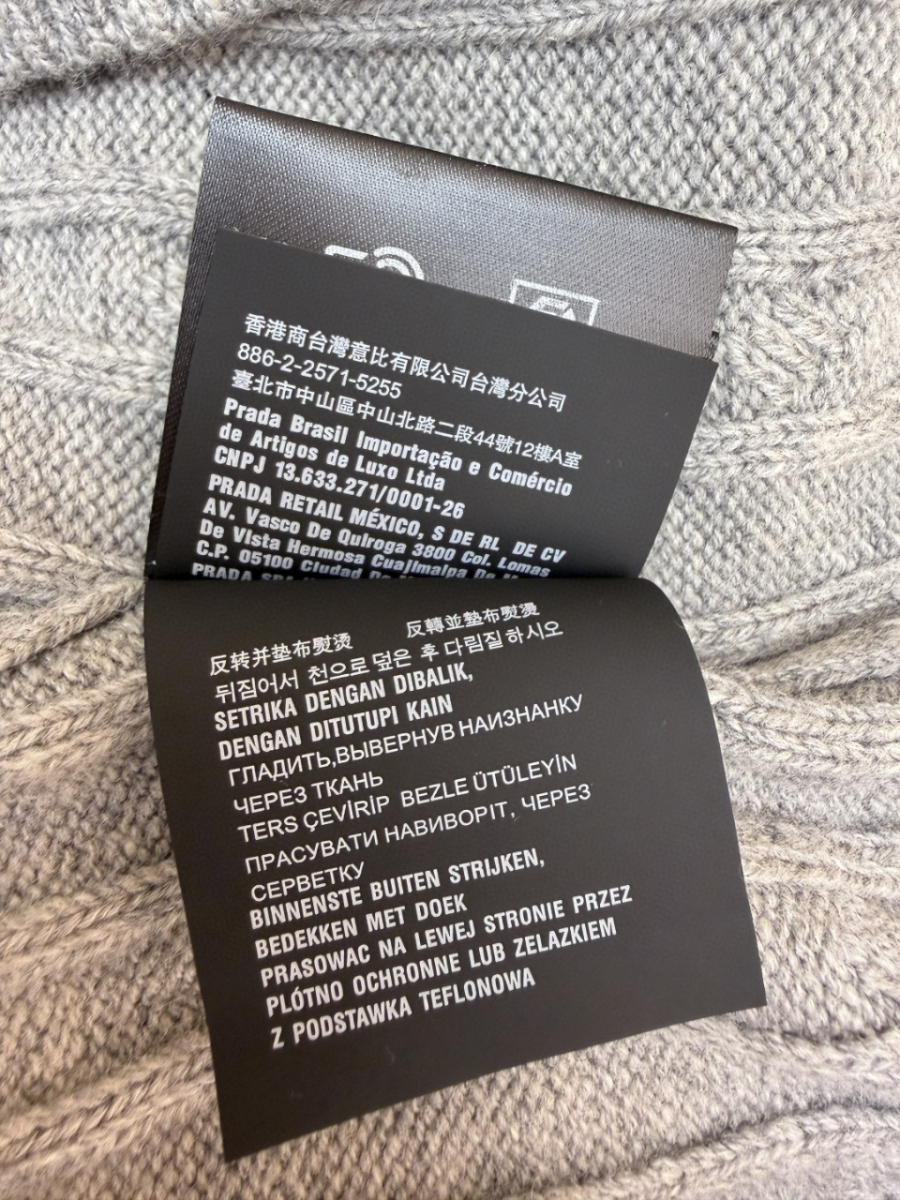 香港商台灣意比有限公司台灣分公司
886-2-2571-5255
臺北市中山區中山北路二段44號12樓A室
Prada Brasil Importação e Comércio
de Artigos de Luxo Ltda
CNPJ 13.633.271/0001-26
PRADA RETAIL MÉXICO, S DE RL DE CV
AV. Vasco De Quiroga 3800 Col. Lomas
De Vista Hermosa Cuajimalpa De
C.P. 05100 Ciudad De
PRADA
反转并垫布熨烫 反轉並墊布熨燙
뒤집어서 천으로 덮은 후 다림질 하시오
SETRIKA DENGAN DIBALIK,
DENGAN DITUTUPI KAIN
ГЛАДИТЬ,ВЫВЕРНУВ НАИЗНАНКУ
ЧЕРЕЗ ТКАНЬ
TERS ÇEVİRİP BEZLE ÜTÜLEYİN
ПРАСУВАТИ НАВИВОРІТ, ЧЕРЕЗ
СЕРВЕТКУ
BINNENSTE BUITEN STRIJKEN,
BEDEKKEN MET DOEK
PRASOWAC NA LEWEJ STRONIE PRZEZ
PLÓTNO OCHRONNE LUB ZELAZKIEM
Z PODSTAWKA TEFLONOWA